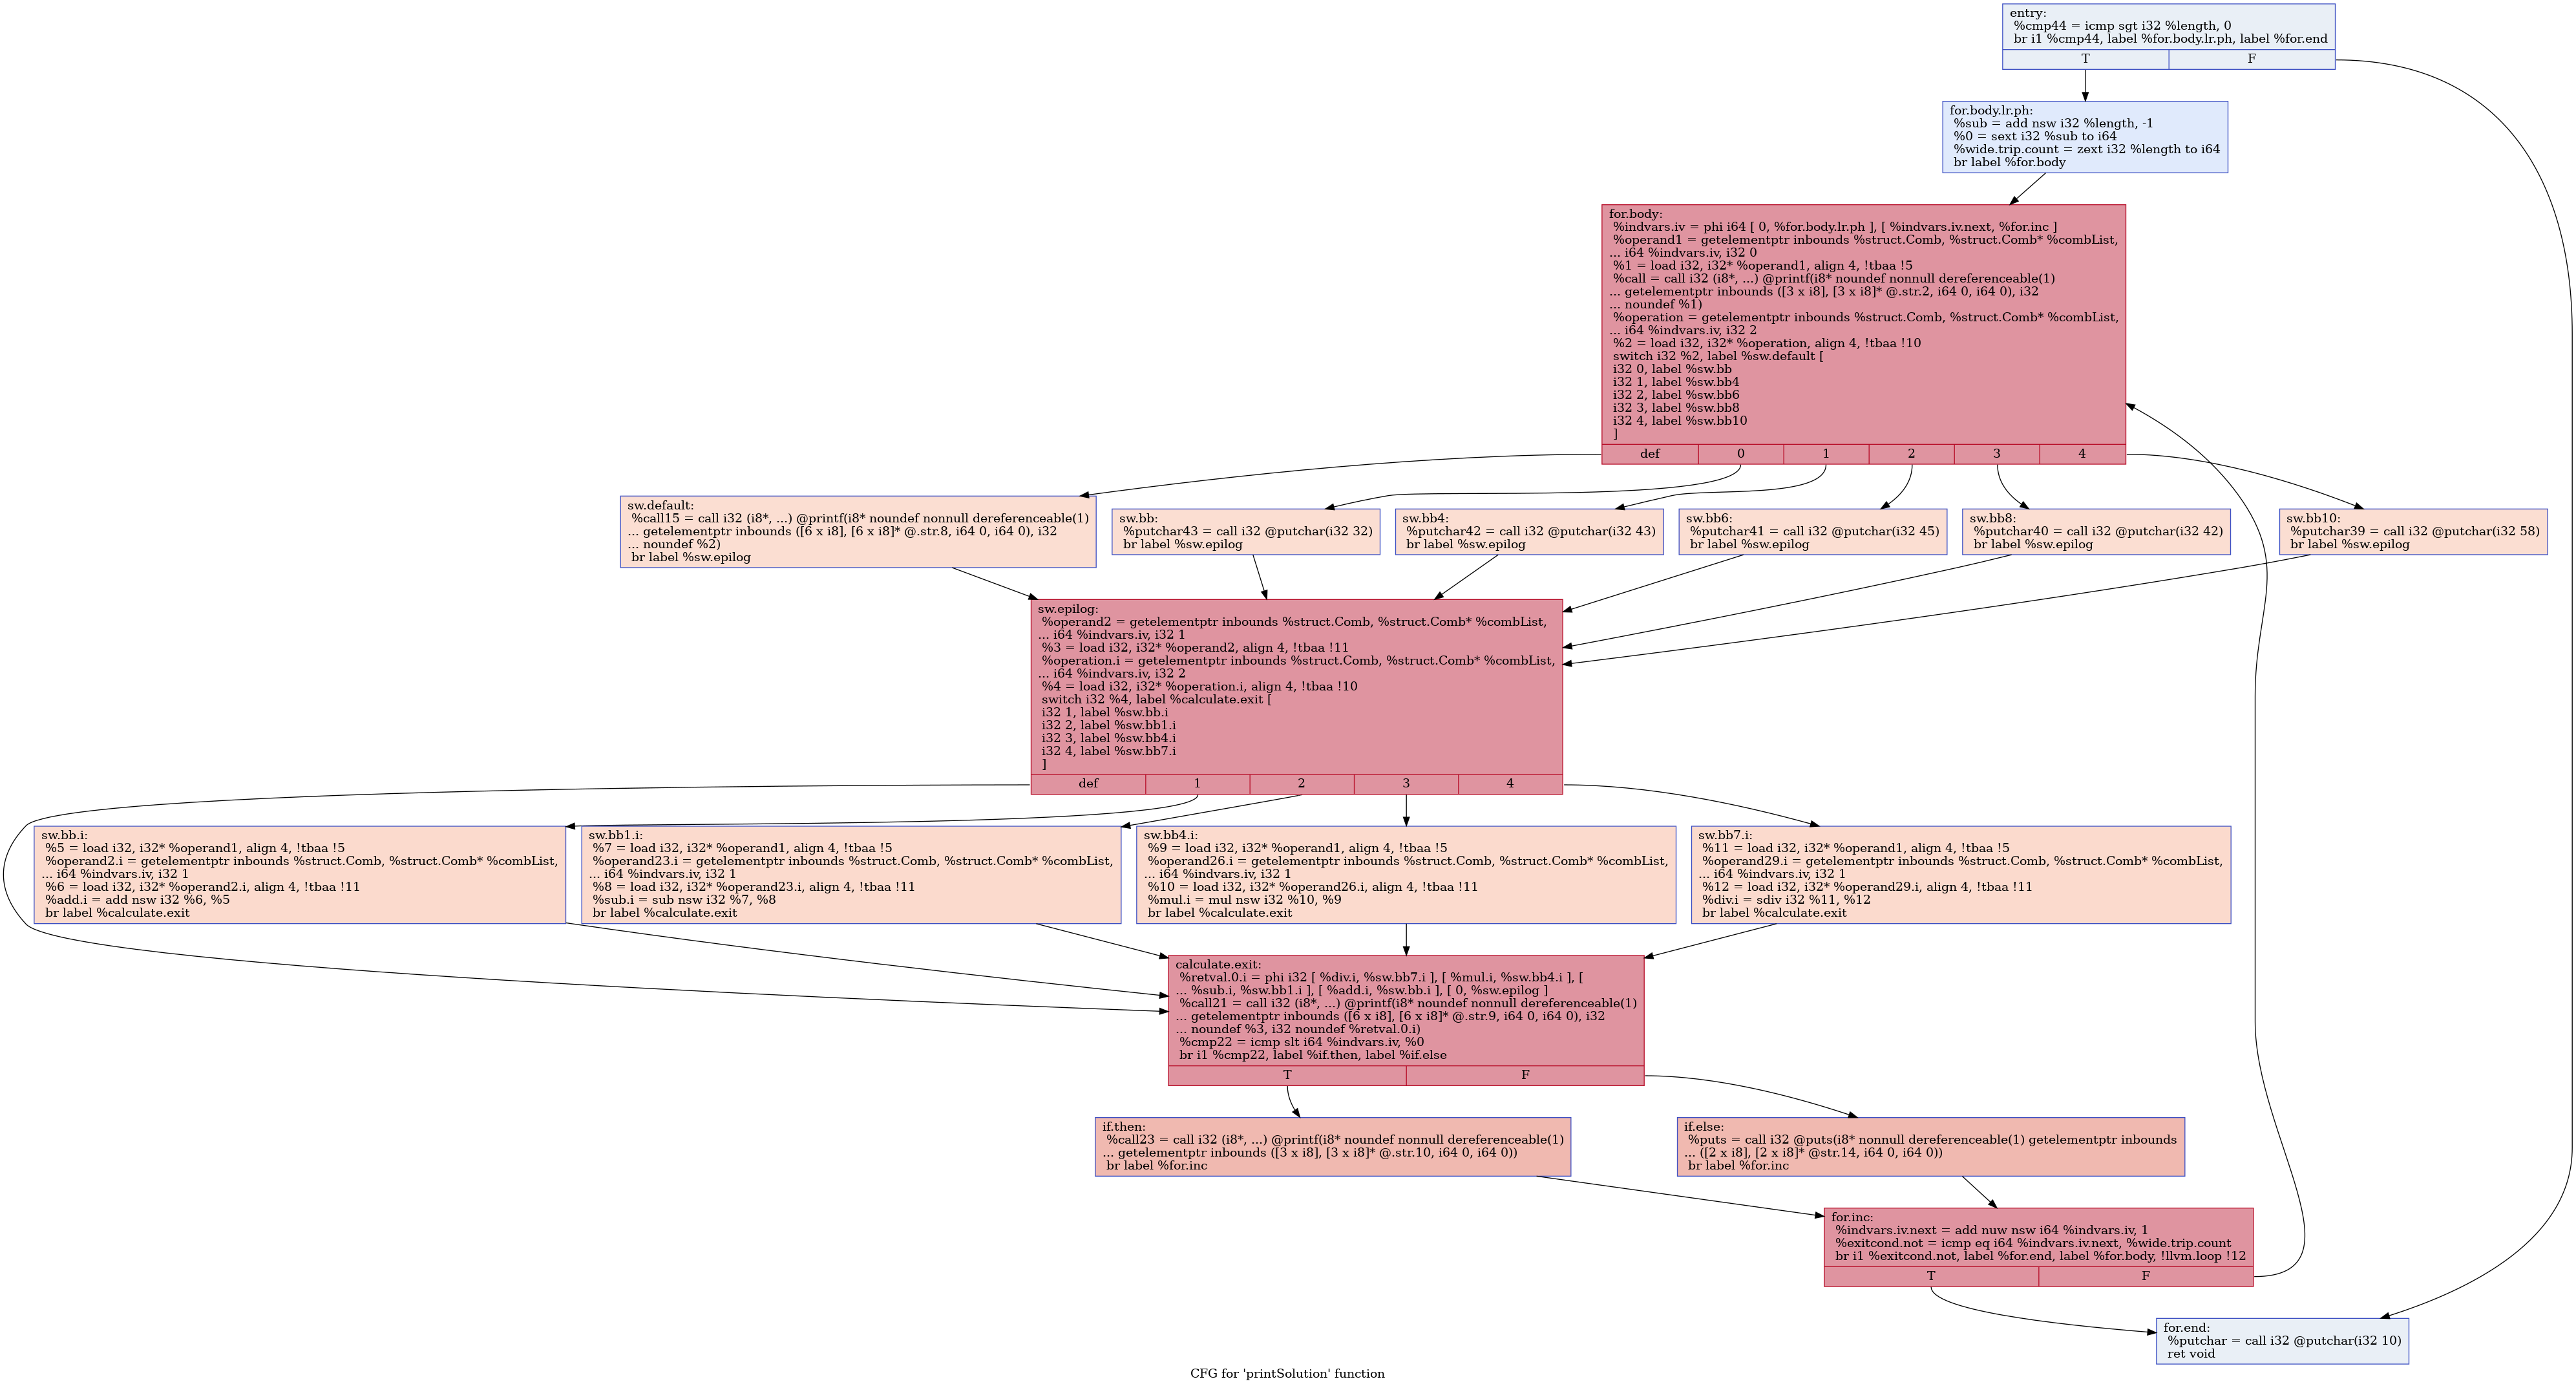 entry:
%cmp44 = icmp sgt i32 %length, 0
br i1 %cmp44, label %for.body.lr.ph, label %for.end
T F
for.body.lr.ph:
%sub = add nsw i32 %length, -1
%0 = sext i32 %sub to i64
%wide.trip.count = zext i32 %length to i64
br label %for.body
for.body:
%indvars.iv = phi i64 [ 0, %for.body.lr.ph ], [ %indvars.iv.next, %for.inc ]
%operand1 = getelementptr inbounds %struct.Comb, %struct.Comb* %combList,
... i64 %indvars.iv, i32 0
%1 = load i32, i32* %operand1, align 4, !tbaa !5
%call = call i32 (i8*, ...) @printf(i8* noundef nonnull dereferenceable(1)
... getelementptr inbounds ([3 x i8], [3 x i8]* @.str.2, i64 0, i64 0), i32
... noundef %1)
%operation = getelementptr inbounds %struct.Comb, %struct.Comb* %combList,
... i64 %indvars.iv, i32 2
%2 = load i32, i32* %operation, align 4, !tbaa !10
switch i32 %2, label %sw.default [
i32 0, label %sw.bb
i32 1, label %sw.bb4
i32 2, label %sw.bb6
i32 3, label %sw.bb8
i32 4, label %sw.bb10
]
def 0 1 2 3 4
sw.default:
%call15 = call i32 (i8*, ...) @printf(i8* noundef nonnull dereferenceable(1)
... getelementptr inbounds ([6 x i8], [6 x i8]* @.str.8, i64 0, i64 0), i32
... noundef %2)
br label %sw.epilog
sw.bb:
%putchar43 = call i32 @putchar(i32 32)
br label %sw.epilog
sw.bb4:
%putchar42 = call i32 @putchar(i32 43)
br label %sw.epilog
sw.bb6:
%putchar41 = call i32 @putchar(i32 45)
br label %sw.epilog
sw.bb8:
%putchar40 = call i32 @putchar(i32 42)
br label %sw.epilog
sw.bb10:
%putchar39 = call i32 @putchar(i32 58)
br label %sw.epilog
sw.epilog:
%operand2 = getelementptr inbounds %struct.Comb, %struct.Comb* %combList,
... i64 %indvars.iv, i32 1
%3 = load i32, i32* %operand2, align 4, !tbaa !11
%operation.i = getelementptr inbounds %struct.Comb, %struct.Comb* %combList,
... i64 %indvars.iv, i32 2
%4 = load i32, i32* %operation.i, align 4, !tbaa !10
switch i32 %4, label %calculate.exit [
i32 1, label %sw.bb.i
i32 2, label %sw.bb1.i
i32 3, label %sw.bb4.i
i32 4, label %sw.bb7.i
]
def 1 2 3 4
sw.bb.i:
%5 = load i32, i32* %operand1, align 4, !tbaa !5
%operand2.i = getelementptr inbounds %struct.Comb, %struct.Comb* %combList,
... i64 %indvars.iv, i32 1
%6 = load i32, i32* %operand2.i, align 4, !tbaa !11
%add.i = add nsw i32 %6, %5
br label %calculate.exit
sw.bb1.i:
%7 = load i32, i32* %operand1, align 4, !tbaa !5
%operand23.i = getelementptr inbounds %struct.Comb, %struct.Comb* %combList,
... i64 %indvars.iv, i32 1
%8 = load i32, i32* %operand23.i, align 4, !tbaa !11
%sub.i = sub nsw i32 %7, %8
br label %calculate.exit
sw.bb4.i:
%9 = load i32, i32* %operand1, align 4, !tbaa !5
%operand26.i = getelementptr inbounds %struct.Comb, %struct.Comb* %combList,
... i64 %indvars.iv, i32 1
%10 = load i32, i32* %operand26.i, align 4, !tbaa !11
%mul.i = mul nsw i32 %10, %9
br label %calculate.exit
sw.bb7.i:
%11 = load i32, i32* %operand1, align 4, !tbaa !5
%operand29.i = getelementptr inbounds %struct.Comb, %struct.Comb* %combList,
... i64 %indvars.iv, i32 1
%12 = load i32, i32* %operand29.i, align 4, !tbaa !11
%div.i = sdiv i32 %11, %12
br label %calculate.exit
calculate.exit:
%retval.0.i = phi i32 [ %div.i, %sw.bb7.i ], [ %mul.i, %sw.bb4.i ], [
... %sub.i, %sw.bb1.i ], [ %add.i, %sw.bb.i ], [ 0, %sw.epilog ]
%call21 = call i32 (i8*, ...) @printf(i8* noundef nonnull dereferenceable(1)
... getelementptr inbounds ([6 x i8], [6 x i8]* @.str.9, i64 0, i64 0), i32
... noundef %3, i32 noundef %retval.0.i)
%cmp22 = icmp slt i64 %indvars.iv, %0
br i1 %cmp22, label %if.then, label %if.else
T F
if.then:
%call23 = call i32 (i8*, ...) @printf(i8* noundef nonnull dereferenceable(1)
... getelementptr inbounds ([3 x i8], [3 x i8]* @.str.10, i64 0, i64 0))
br label %for.inc
if.else:
%puts = call i32 @puts(i8* nonnull dereferenceable(1) getelementptr inbounds
... ([2 x i8], [2 x i8]* @str.14, i64 0, i64 0))
br label %for.inc
for.inc:
%indvars.iv.next = add nuw nsw i64 %indvars.iv, 1
%exitcond.not = icmp eq i64 %indvars.iv.next, %wide.trip.count
br i1 %exitcond.not, label %for.end, label %for.body, !llvm.loop !12
T F
for.end:
%putchar = call i32 @putchar(i32 10)
ret void
CFG for 'printSolution' function